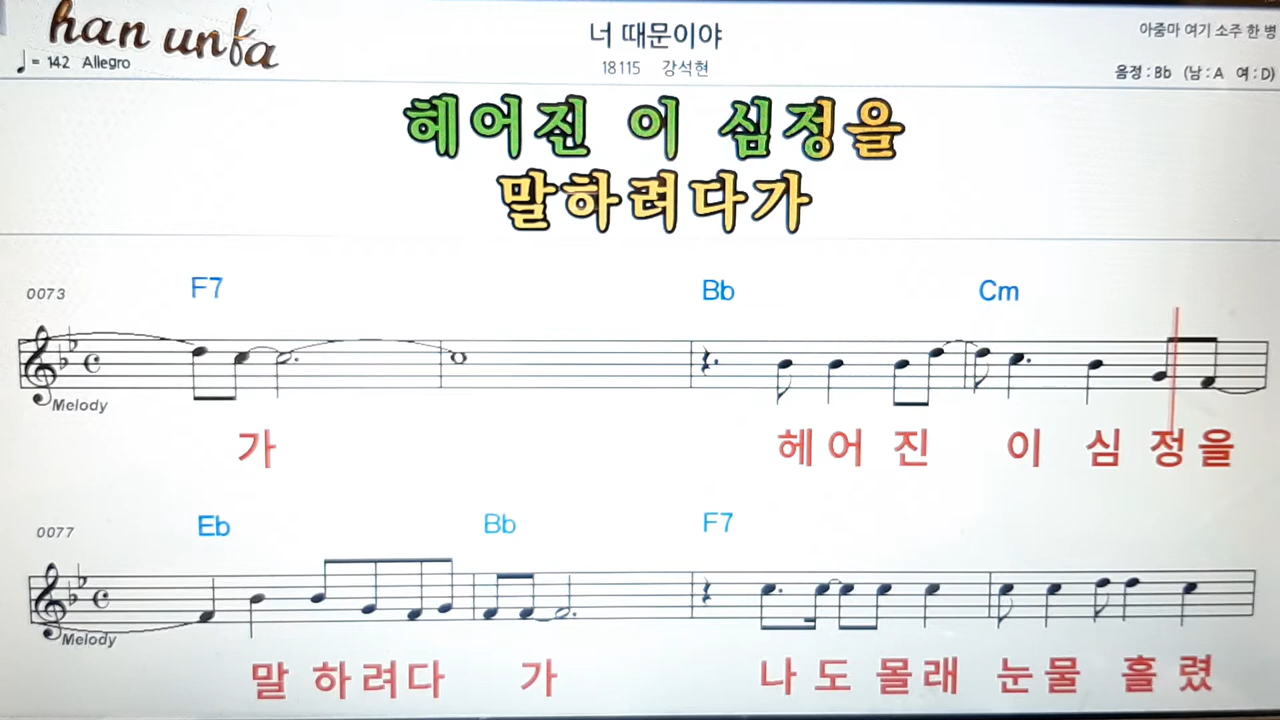 han unfa
♩= 142 Allegro
너 때문이야
18115 강석현
아줌마 여기 소주 한 병
음정 : Bb (남 : A 여 : D)
헤어진 이 심정을
말하려다가
0073 F7 Bb Cm
Melody
가 헤 어 진 이 심 정 을
0077 Eb Bb F7
Melody
말 하 려 다 가 나 도 몰 래 눈 물 흘 렸